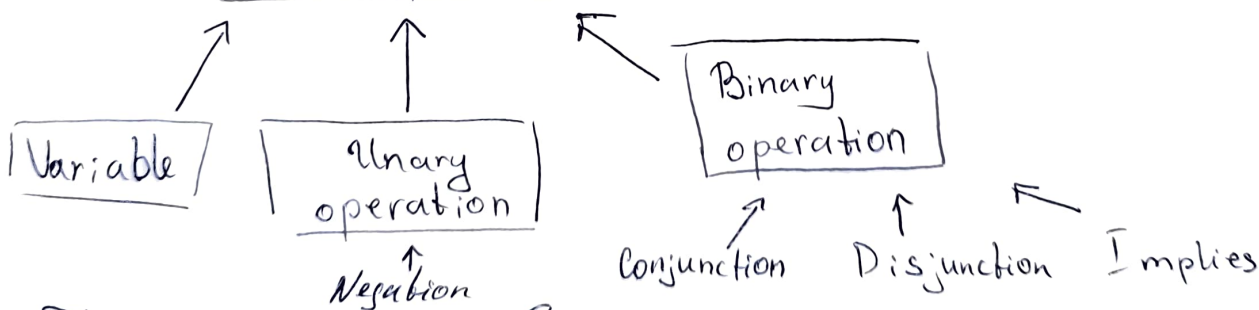 Binary
operation
Variable
Unary
operation
Negation
Conjunction Disjunction Implies